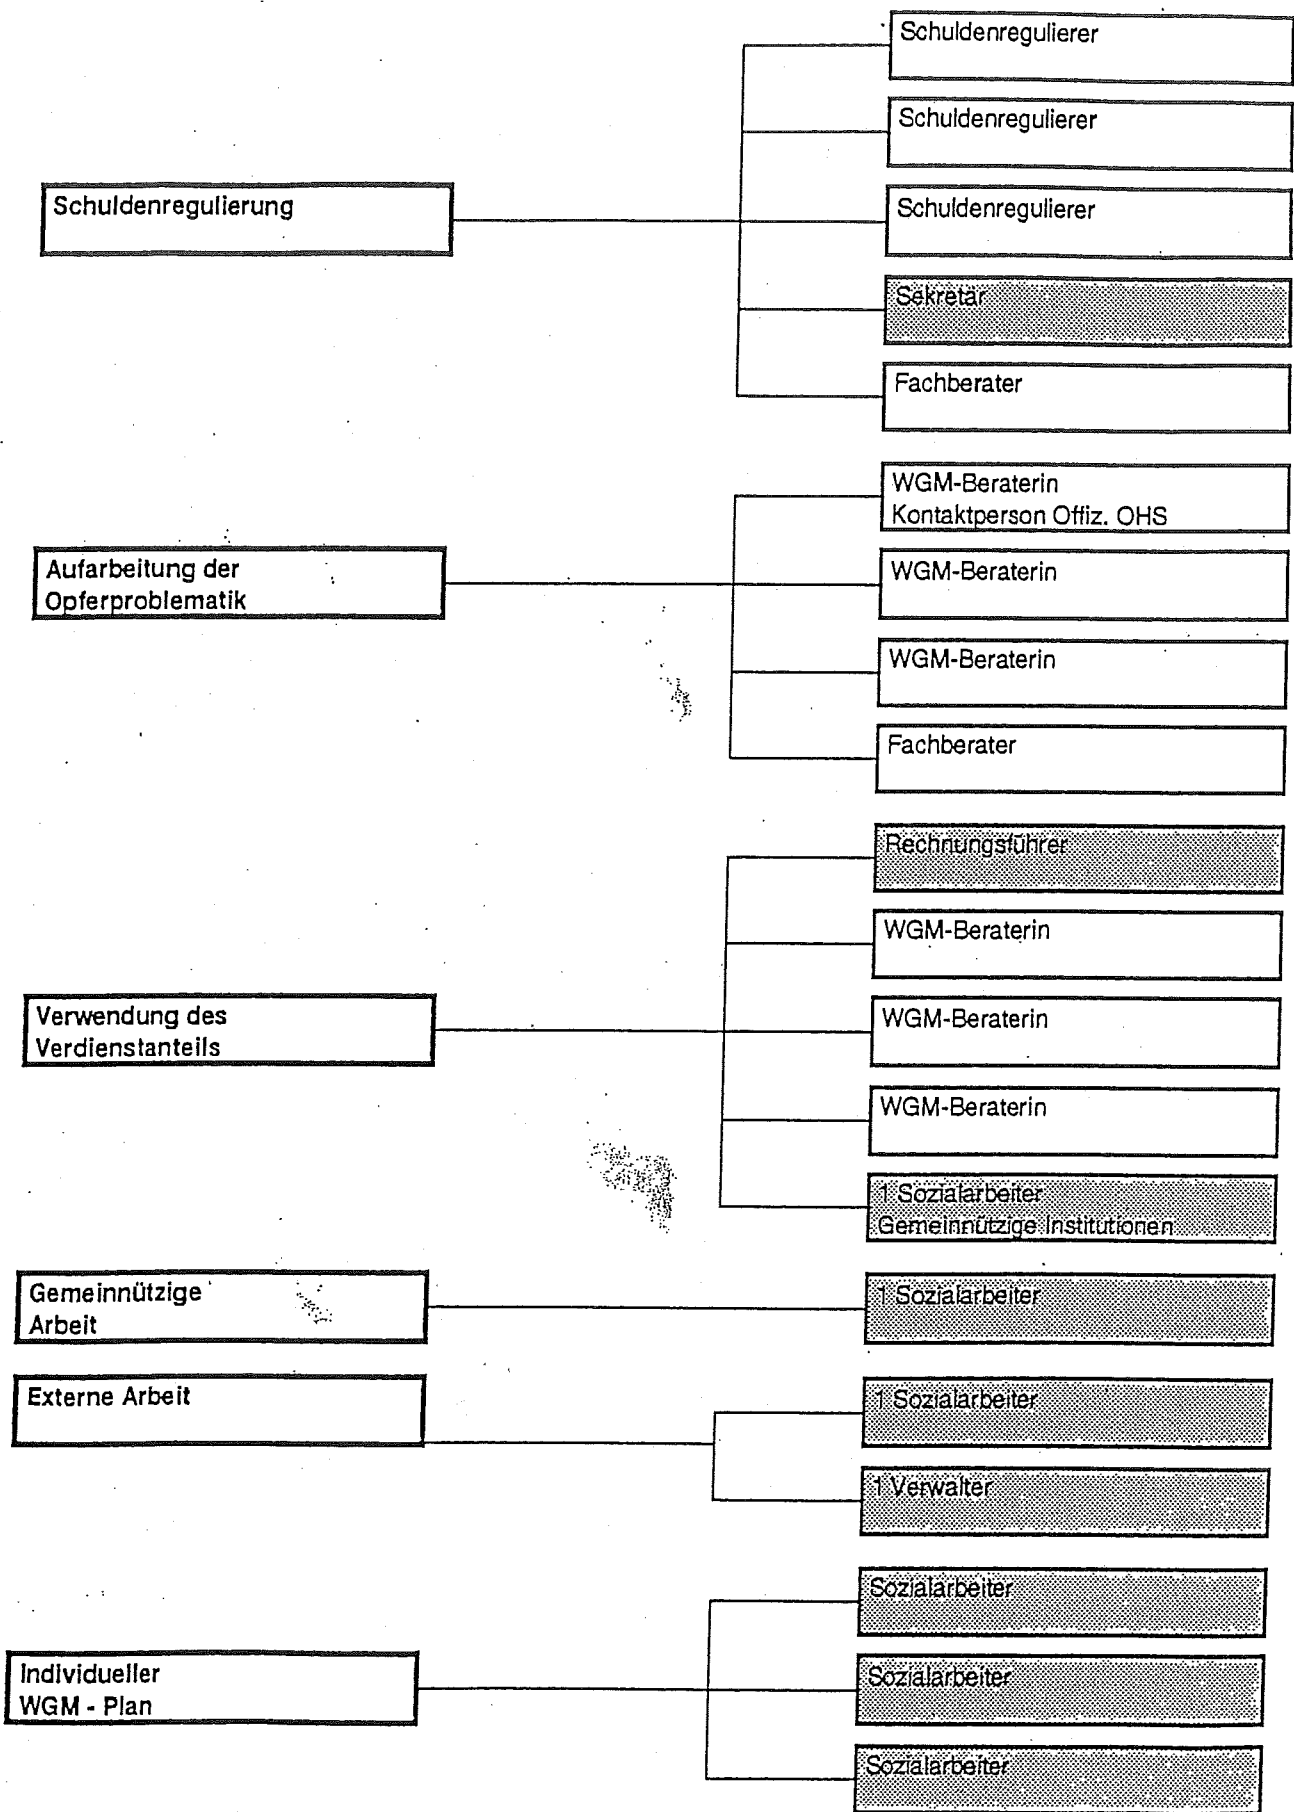 Schuldenregulierer
Schuldenregulierer
Schuldenregulierung
Schuldenregulierer
Sekretär
Fachberater
WGM-Beraterin
Kontaktperson Offiz. OHS
Aufarbeitung der
Opferproblematik
WGM-Beraterin
WGM-Beraterin
Fachberater
Rechnungsführer
WGM-Beraterin
Verwendung des
Verdienstanteils
WGM-Beraterin
WGM-Beraterin
1 Sozialarbeiter
Gemeinnützige Institutionen
Gemeinnützige
Arbeit
1 Sozialarbeiter
Externe Arbeit
1 Sozialarbeiter
1 Verwalter
Sozialarbeiter
Individueller
WGM - Plan
Sozialarbeiter
Sozialarbeiter